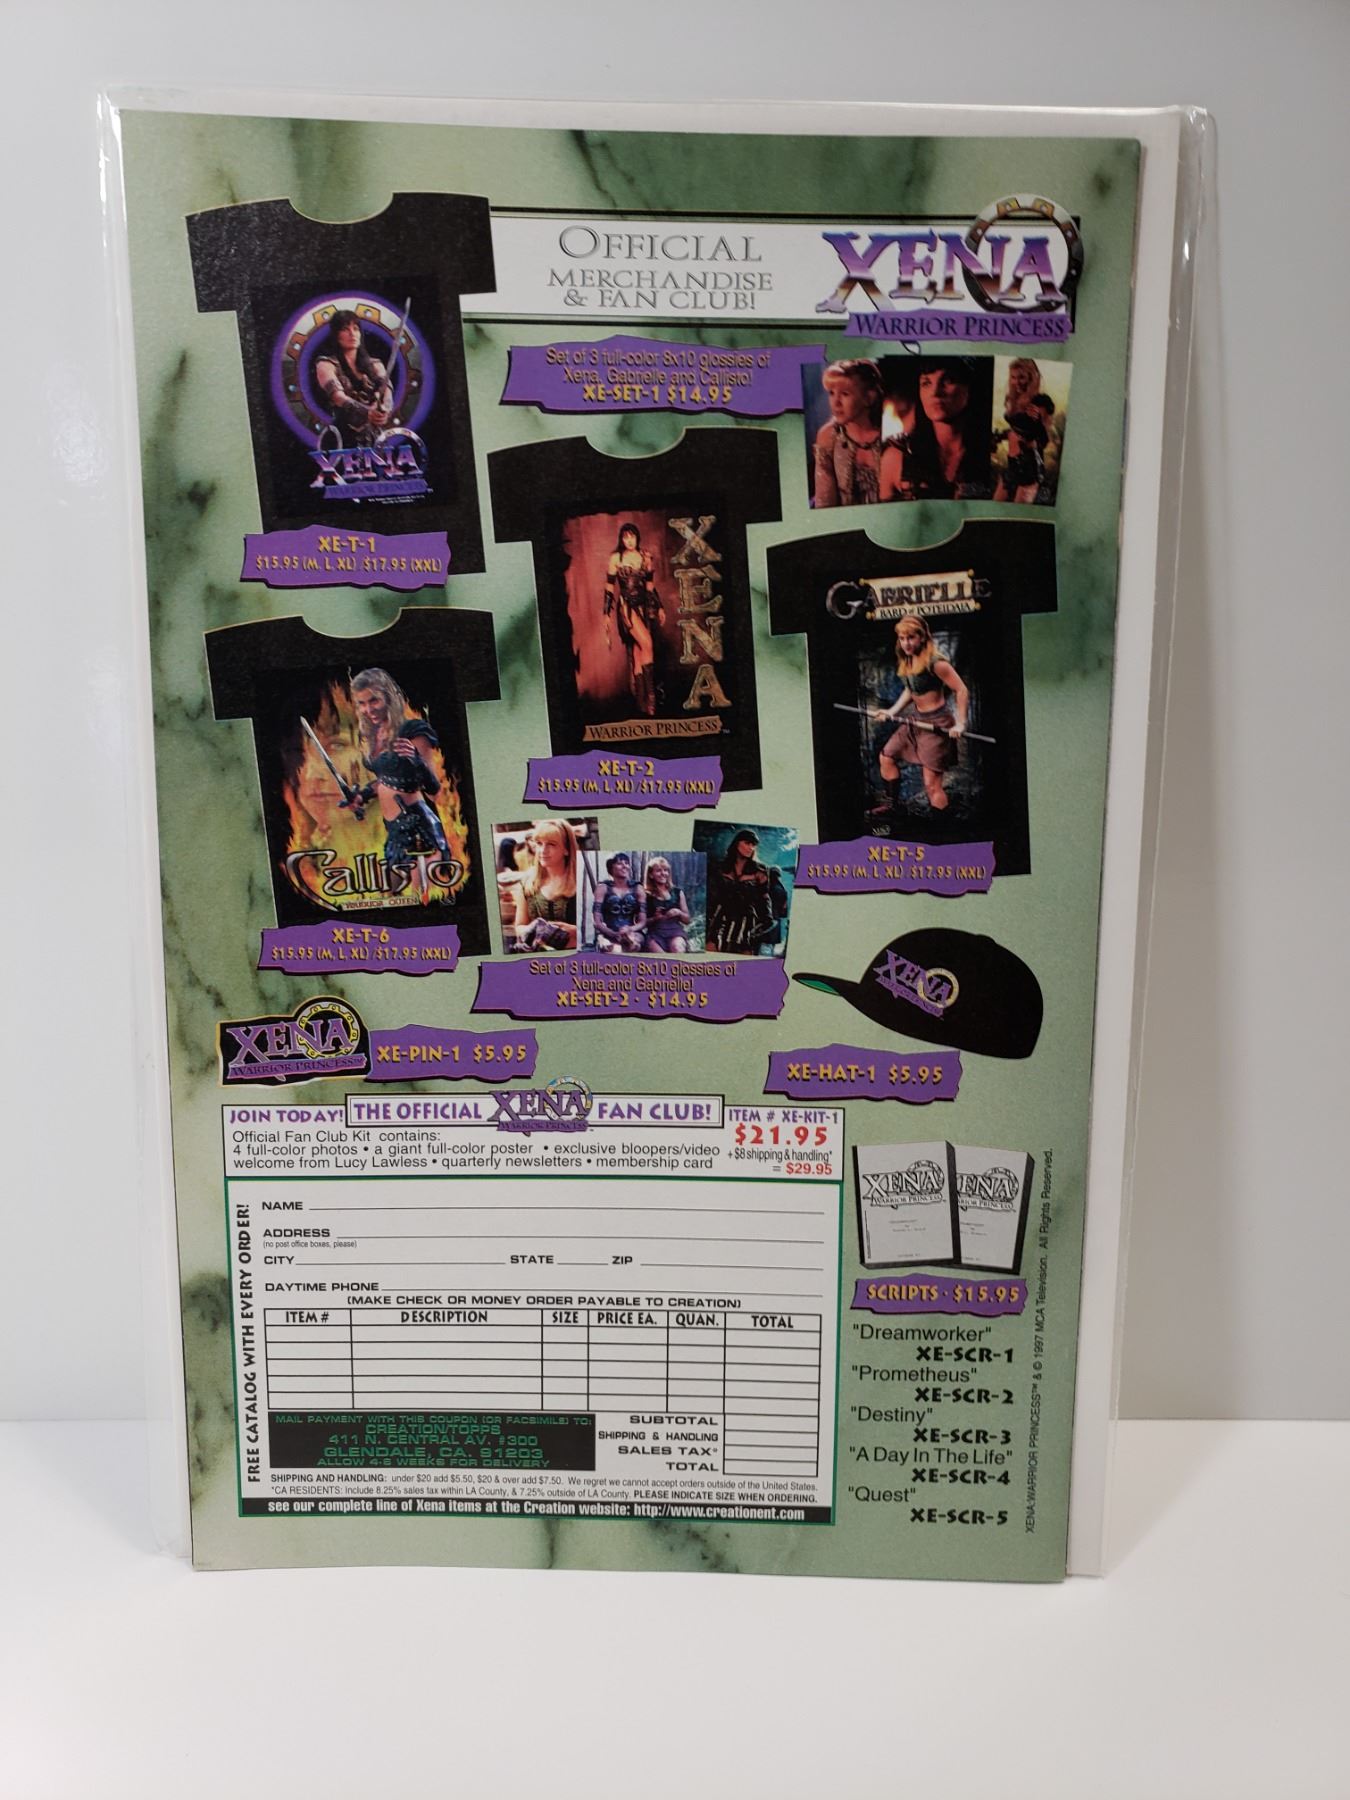 OFFICIAL
MERCHANDISE
& FAN CLUB!
XENA
WARRIOR PRINCESS
Set of 3 full-color 8x10 glossies of
Xena, Gabrielle and Callisto!
XE-SET-1 $14.95
XENA
WARRIOR PRINCESS
XE-T-1
$15.95 (M, L, XL) $17.95 (XXL)
XENA
WARRIOR PRINCESS™
XE-T-2
$15.95 (M, L, XL)/$17.95 (XXL)
GABRIELLE
BARD of POTEIDAIA
XE-T-5
$15.95 (M, L, XL) $17.95 (XXL)
Callisto
WARRIOR QUEEN
XE-T-6
$15.95 (M, L, XL) /$17.95 (XXL)
Set of 3 full-color 8x10 glossies of
Xena and Gabrielle!
XE-SET-2 · $14.95
XENA
WARRIOR PRINCESS™
XE-PIN-1 $5.95
XENA
XE-HAT-1 $5.95
JOIN TODAY! THE OFFICIAL XENA FAN CLUB!
WARRIOR PRINCESS
ITEM # XE-KIT-1
$21.95
+ $8 shipping & handling*
= $29.95
Official Fan Club Kit contains:
4 full-color photos • a giant full-color poster • exclusive bloopers/video
welcome from Lucy Lawless • quarterly newsletters • membership card
FREE CATALOG WITH EVERY ORDER!
NAME
ADDRESS
(no post office boxes, please)
CITY STATE ZIP
DAYTIME PHONE
(MAKE CHECK OR MONEY ORDER PAYABLE TO CREATION)
ITEM # DESCRIPTION SIZE PRICE EA. QUAN. TOTAL
MAIL PAYMENT WITH THIS COUPON (OR FACSIMILE) TO:
CREATION/TOPPS
411 N. CENTRAL AV. #300
GLENDALE, CA. 91203
ALLOW 4-6 WEEKS FOR DELIVERY
SUBTOTAL
SHIPPING & HANDLING
SALES TAX*
TOTAL
SHIPPING AND HANDLING: under $20 add $5.50, $20 & over add $7.50. We regret we cannot accept orders outside of the United States.
*CA RESIDENTS: Include 8.25% sales tax within LA County, & 7.25% outside of LA County. PLEASE INDICATE SIZE WHEN ORDERING.
see our complete line of Xena items at the Creation website: http://www.creationent.com
XENA
WARRIOR PRINCESS
XENA
SCRIPTS · $15.95
"Dreamworker"
XE-SCR-1
"Prometheus"
XE-SCR-2
"Destiny"
XE-SCR-3
"A Day In The Life"
XE-SCR-4
"Quest"
XE-SCR-5
XENA:WARRIOR PRINCESS™ & © 1997 MCA Television. All Rights Reserved.